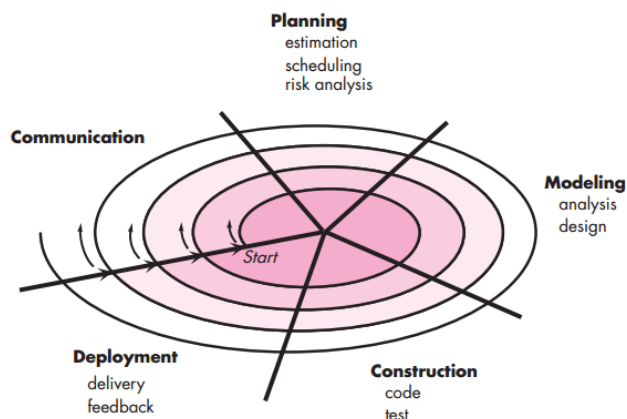 Planning
estimation
scheduling
risk analysis
Communication
Modeling
analysis
design
Start
Deployment
delivery
feedback
Construction
code
test